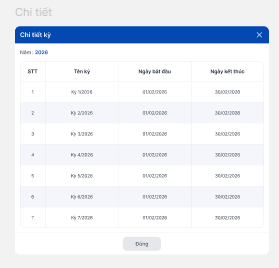 Chi tiết
Chi tiết kỳ
Năm: 2026
STT Tên kỳ Ngày bắt đầu Ngày kết thúc
1 Kỳ 1/2026 01/02/2026 30/02/2026
2 Kỳ 2/2026 01/02/2026 30/02/2026
3 Kỳ 3/2026 01/02/2026 30/02/2026
4 Kỳ 4/2026 01/02/2026 30/02/2026
5 Kỳ 5/2026 01/02/2026 30/02/2026
6 Kỳ 6/2026 01/02/2026 30/02/2026
7 Kỳ 7/2026 01/02/2026 30/02/2026
Đóng